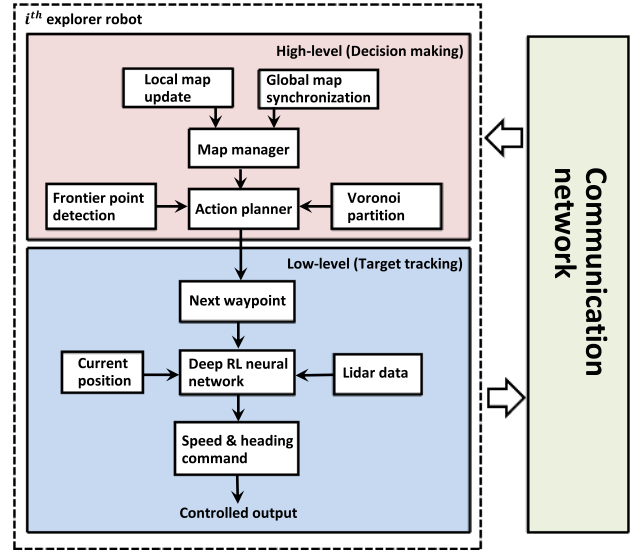 i^th explorer robot
High-level (Decision making)
Local map
update
Global map
synchronization
Map manager
Frontier point
detection
Action planner
Voronoi
partition
Low-level (Target tracking)
Next waypoint
Current
position
Deep RL neural
network
Lidar data
Speed & heading
command
Controlled output
Communication
network